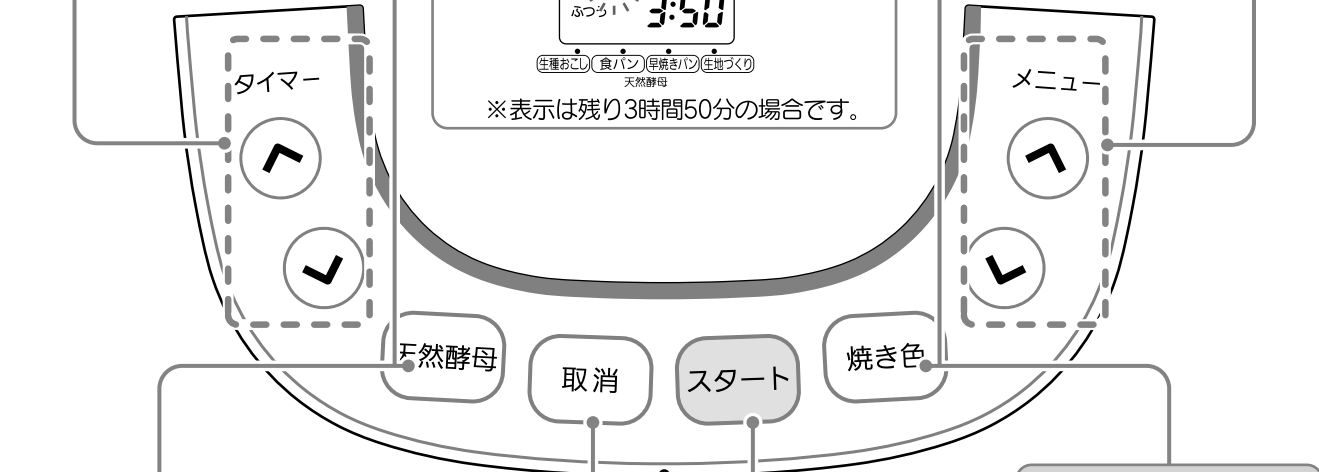 ふつう
3:50
生種おこし 食パン 早焼きパン 生地づくり
天然酵母
※表示は残り3時間50分の場合です。
タイマー
メニュー
天然酵母
取消
スタート
焼き色